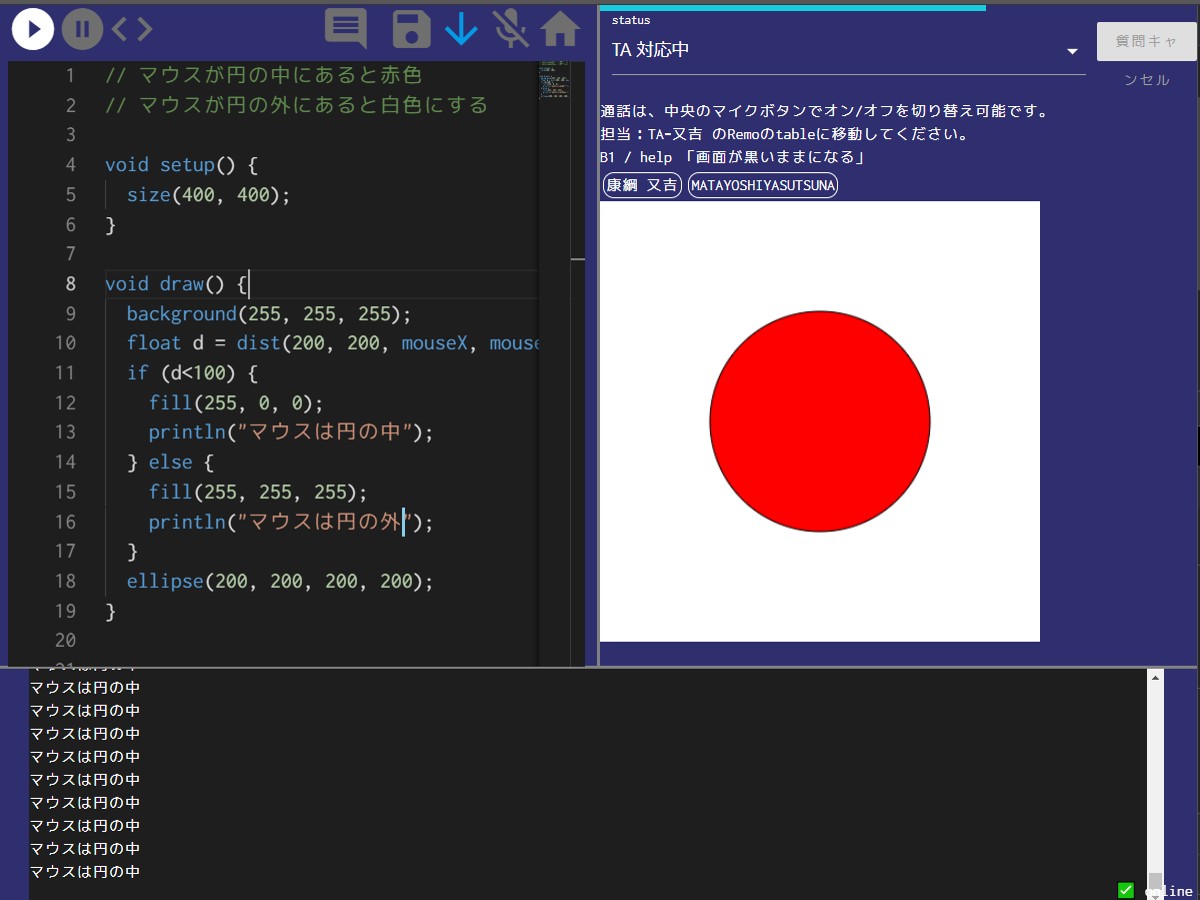 1 // マウスが円の中にあると赤色
2 // マウスが円の外にあると白色にする
3
4 void setup() {
5 size(400, 400);
6 }
7
8 void draw() {
9 background(255, 255, 255);
10 float d = dist(200, 200, mouseX, mouse
11 if (d<100) {
12 fill(255, 0, 0);
13 println("マウスは円の中");
14 } else {
15 fill(255, 255, 255);
16 println("マウスは円の外");
17 }
18 ellipse(200, 200, 200, 200);
19 }
20
status
TA 対応中
質問キャ
ンセル
通話は、中央のマイクボタンでオン/オフを切り替え可能です。
担当：TA-又吉 のRemoのtableに移動してください。
B1 / help 「画面が黒いままになる」
康綱 又吉 MATAYOSHIYASUTSUNA
マウスは円の中
マウスは円の中
マウスは円の中
マウスは円の中
マウスは円の中
マウスは円の中
マウスは円の中
マウスは円の中
マウスは円の中
online